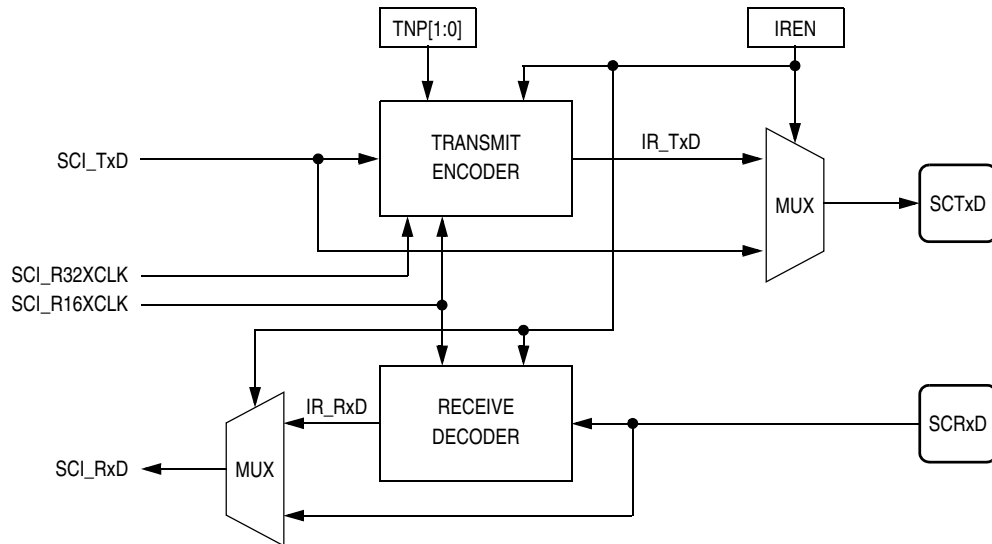 TNP[1:0]
IREN
TRANSMIT
ENCODER
IR_TxD
SCI_TxD
MUX
SCTxD
SCI_R32XCLK
SCI_R16XCLK
IR_RxD
RECEIVE
DECODER
SCRxD
SCI_RxD
MUX